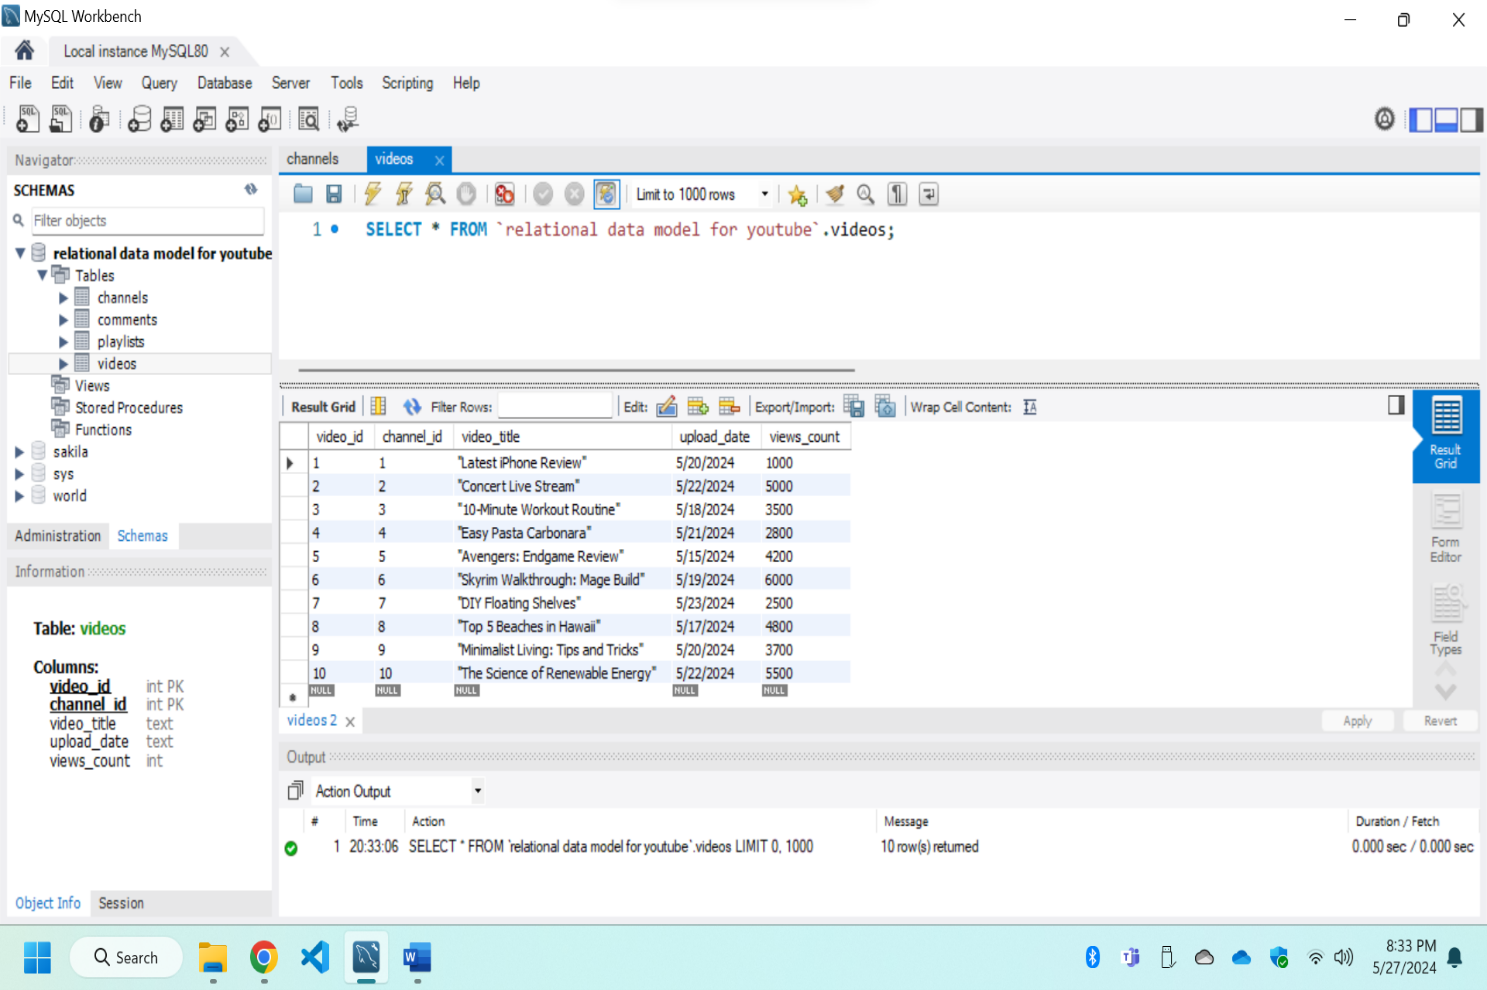 MySQL Workbench
Local instance MySQL80
File Edit View Query Database Server Tools Scripting Help
Navigator
SCHEMAS
Filter objects
relational data model for youtube
Tables
channels
comments
playlists
videos
Views
Stored Procedures
Functions
sakila
sys
world
Administration Schemas
Information
Table: videos
Columns:
video_id int PK
channel_id int PK
video_title text
upload_date text
views_count int
Object Info Session
channels videos
Limit to 1000 rows
1 SELECT * FROM `relational data model for youtube`.videos;
Result Grid Filter Rows: Edit: Export/Import: Wrap Cell Content:
video_id channel_id video_title upload_date views_count
1 1 "Latest iPhone Review" 5/20/2024 1000
2 2 "Concert Live Stream" 5/22/2024 5000
3 3 "10-Minute Workout Routine" 5/18/2024 3500
4 4 "Easy Pasta Carbonara" 5/21/2024 2800
5 5 "Avengers: Endgame Review" 5/15/2024 4200
6 6 "Skyrim Walkthrough: Mage Build" 5/19/2024 6000
7 7 "DIY Floating Shelves" 5/23/2024 2500
8 8 "Top 5 Beaches in Hawaii" 5/17/2024 4800
9 9 "Minimalist Living: Tips and Tricks" 5/20/2024 3700
10 10 "The Science of Renewable Energy" 5/22/2024 5500
NULL NULL NULL NULL NULL
Result
Grid
Form
Editor
Field
Types
videos 2
Apply Revert
Output
Action Output
# Time Action Message Duration / Fetch
1 20:33:06 SELECT * FROM `relational data model for youtube`.videos LIMIT 0, 1000 10 row(s) returned 0.000 sec / 0.000 sec
Search
8:33 PM
5/27/2024